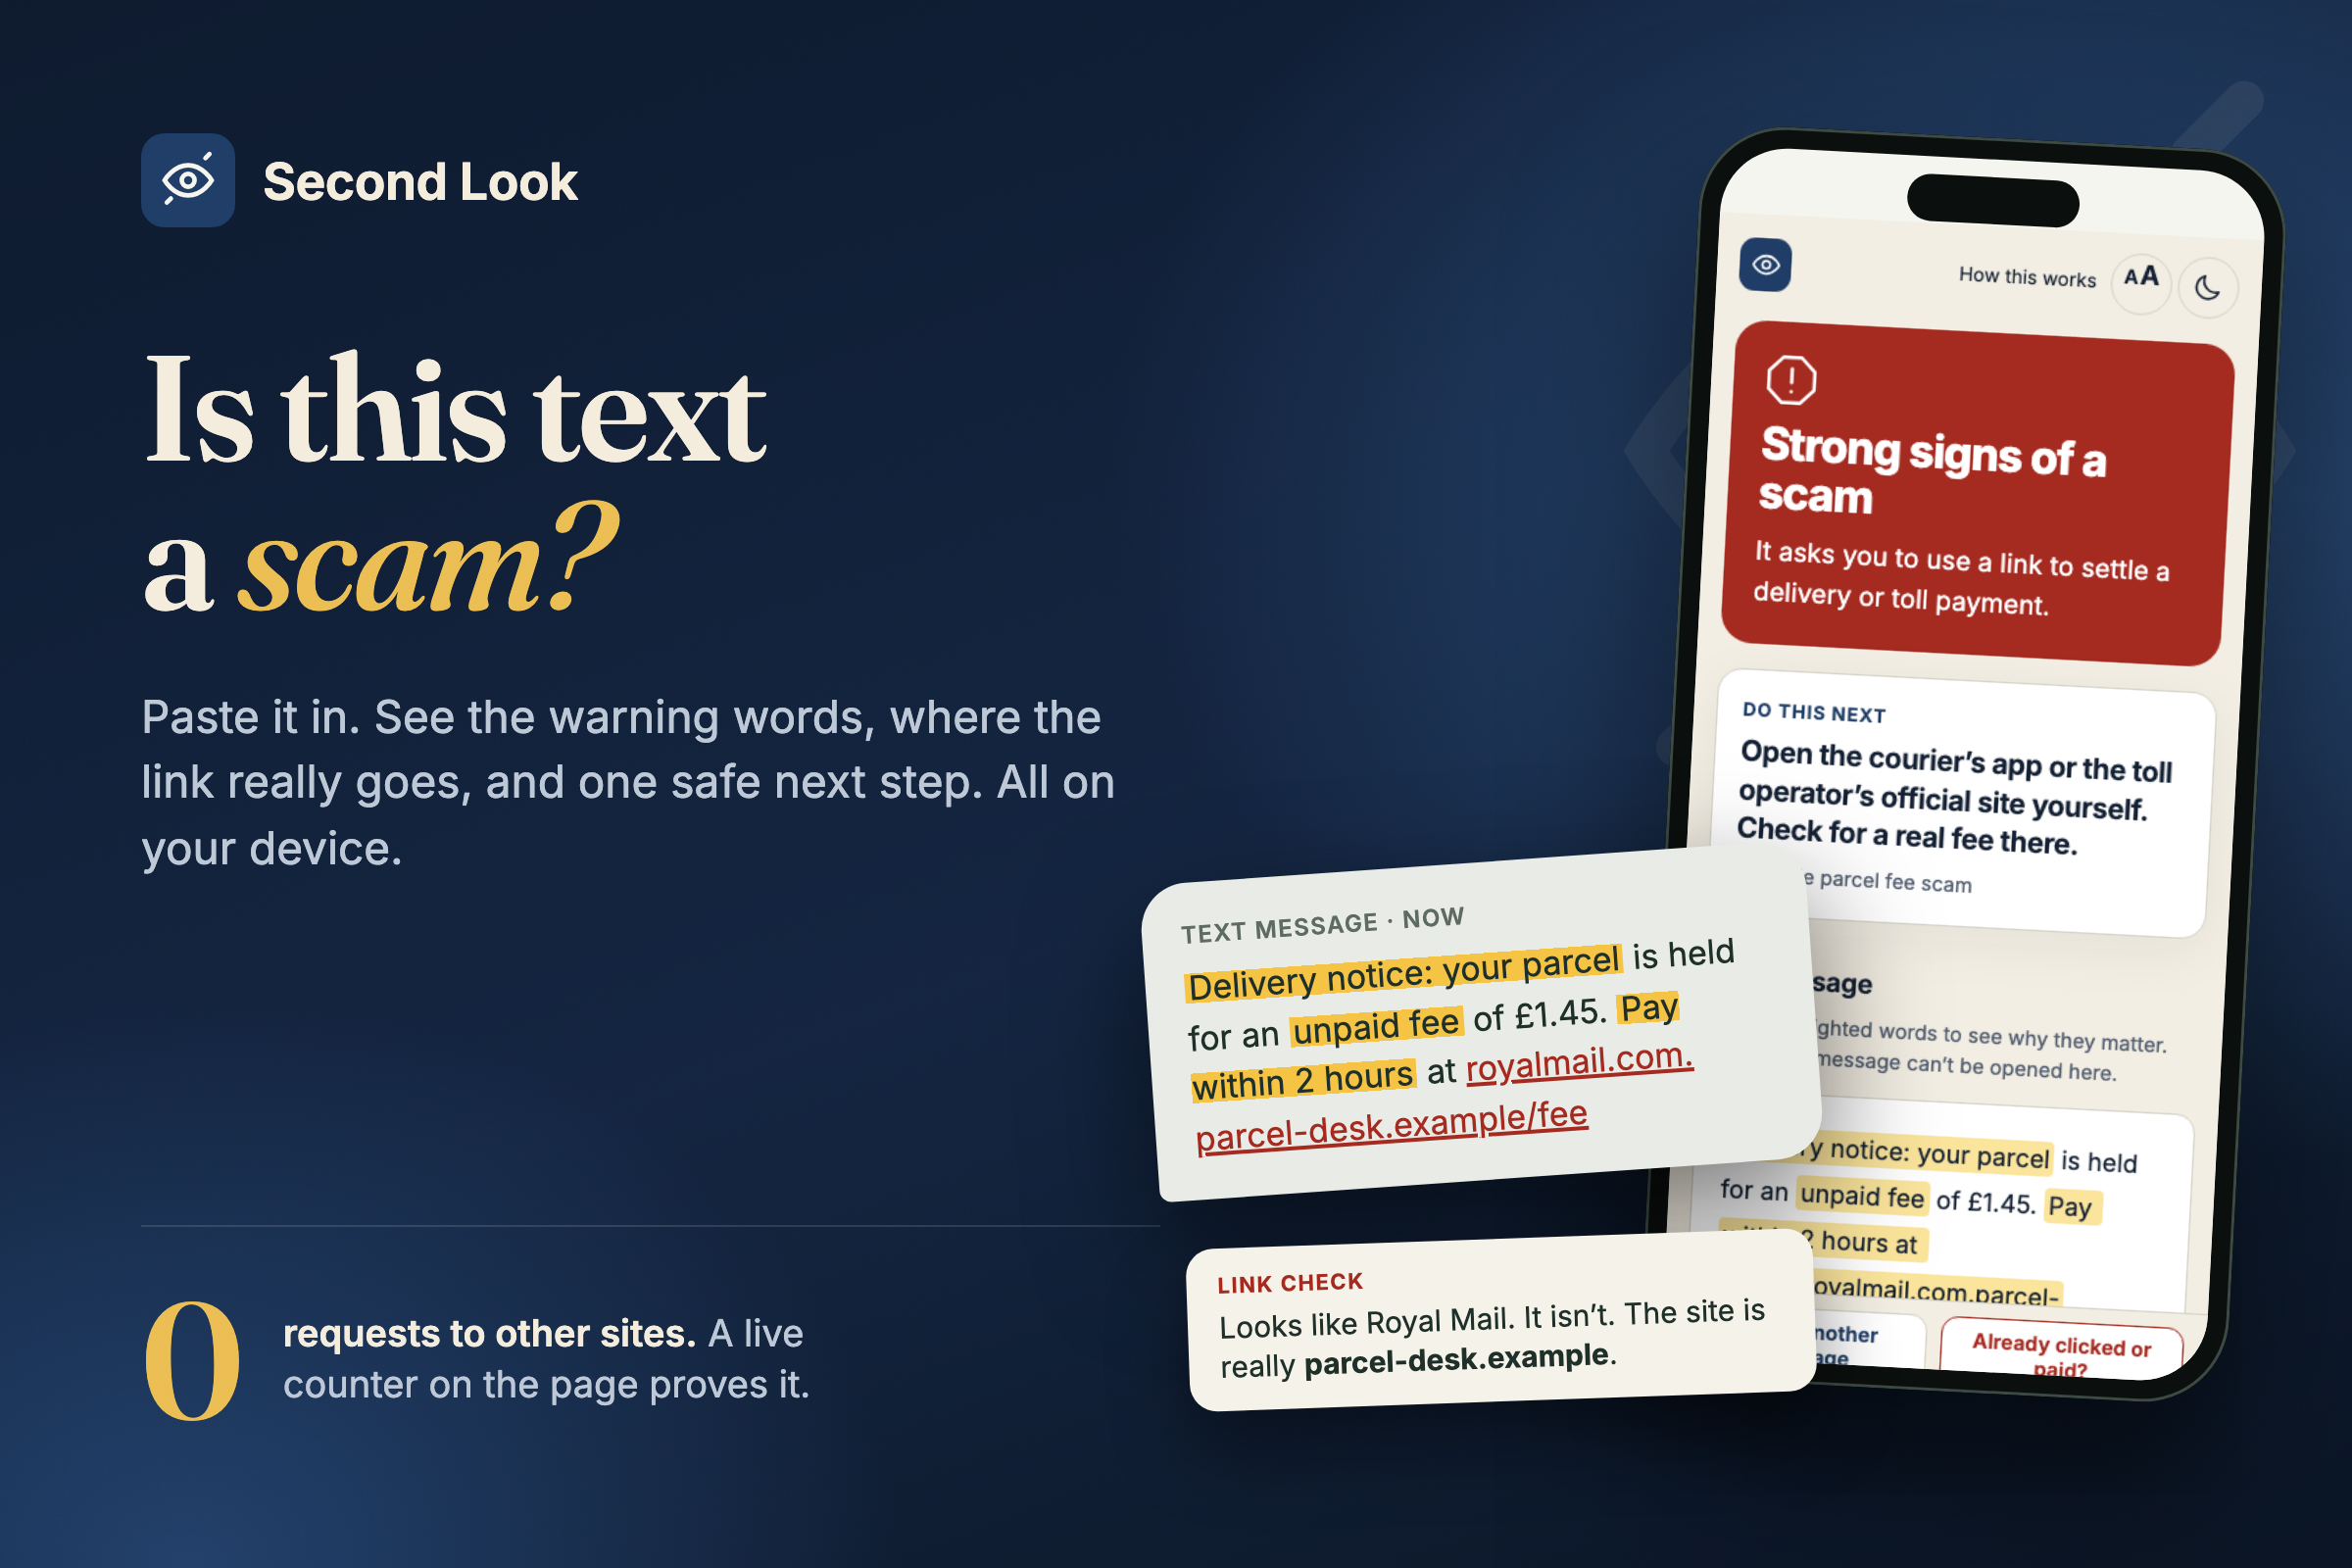 Second Look
Is this text
a scam?
Paste it in. See the warning words, where the
link really goes, and one safe next step. All on
your device.
0
requests to other sites. A live
counter on the page proves it.
TEXT MESSAGE · NOW
Delivery notice: your parcel is held
for an unpaid fee of £1.45. Pay
within 2 hours at royalmail.com.
parcel-desk.example/fee
LINK CHECK
Looks like Royal Mail. It isn’t. The site is
really parcel-desk.example.
How this works
AA
Strong signs of a
scam
It asks you to use a link to settle a
delivery or toll payment.
DO THIS NEXT
Open the courier’s app or the toll
operator’s official site yourself.
Check for a real fee there.
parcel fee scam
words to see why they matter.
message can’t be opened here.
notice: your parcel is held
for an unpaid fee of £1.45. Pay
2 hours at
royalmail.com.parcel-
Already clicked or
paid?